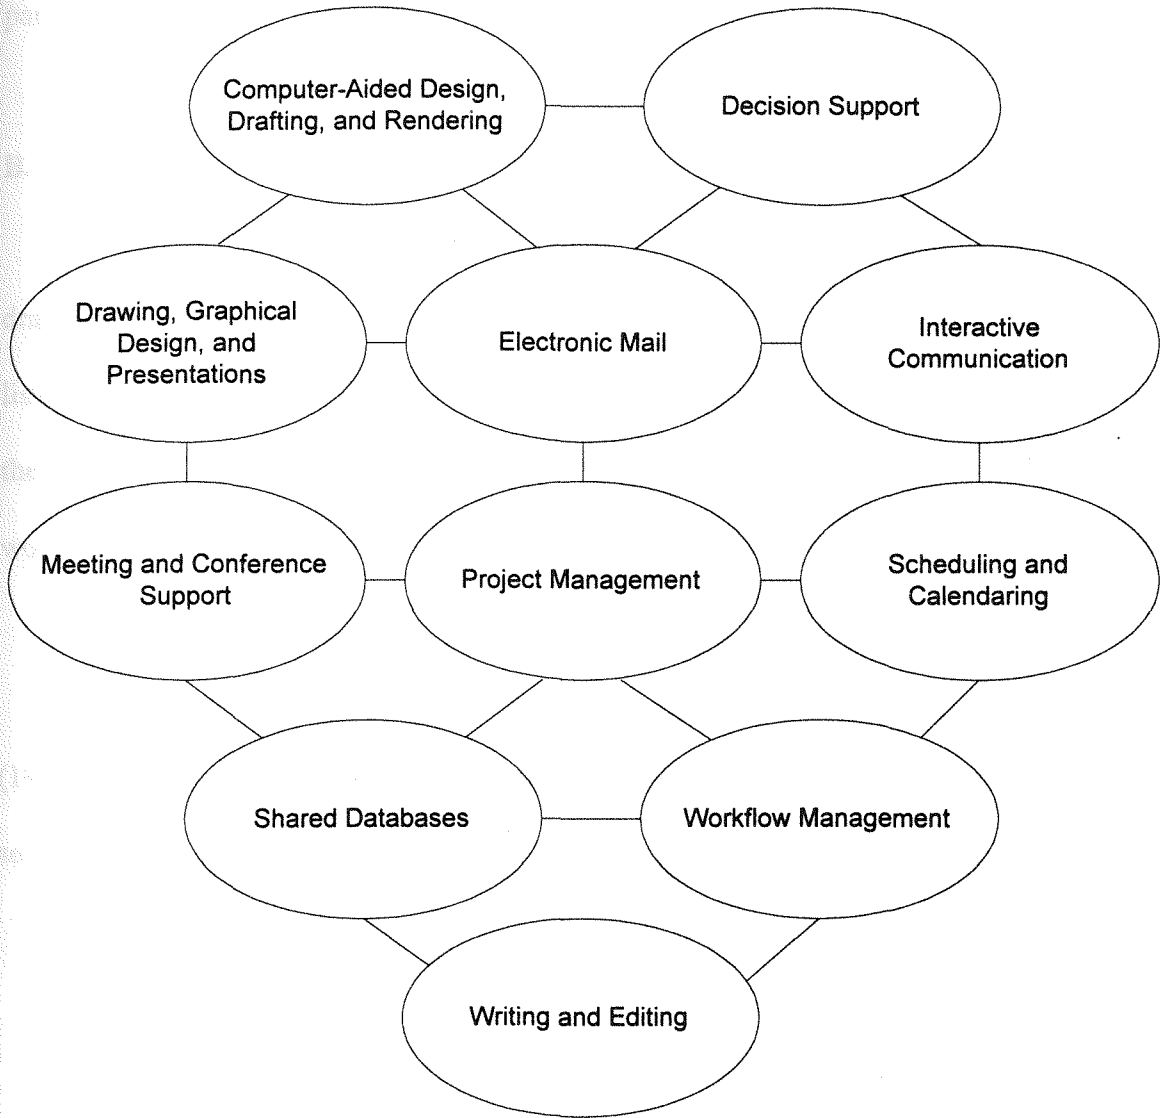 Computer-Aided Design,
Drafting, and Rendering
Decision Support
Drawing, Graphical
Design, and
Presentations
Electronic Mail
Interactive
Communication
Meeting and Conference
Support
Project Management
Scheduling and
Calendaring
Shared Databases
Workflow Management
Writing and Editing